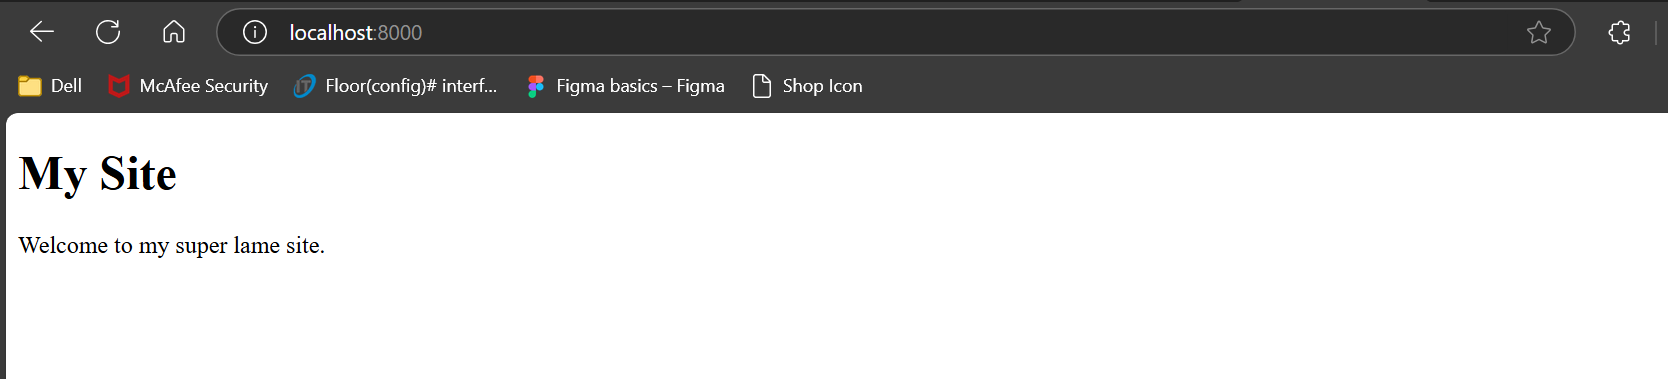 localhost:8000
Dell McAfee Security Floor(config)# interf... Figma basics – Figma Shop Icon
My Site
Welcome to my super lame site.